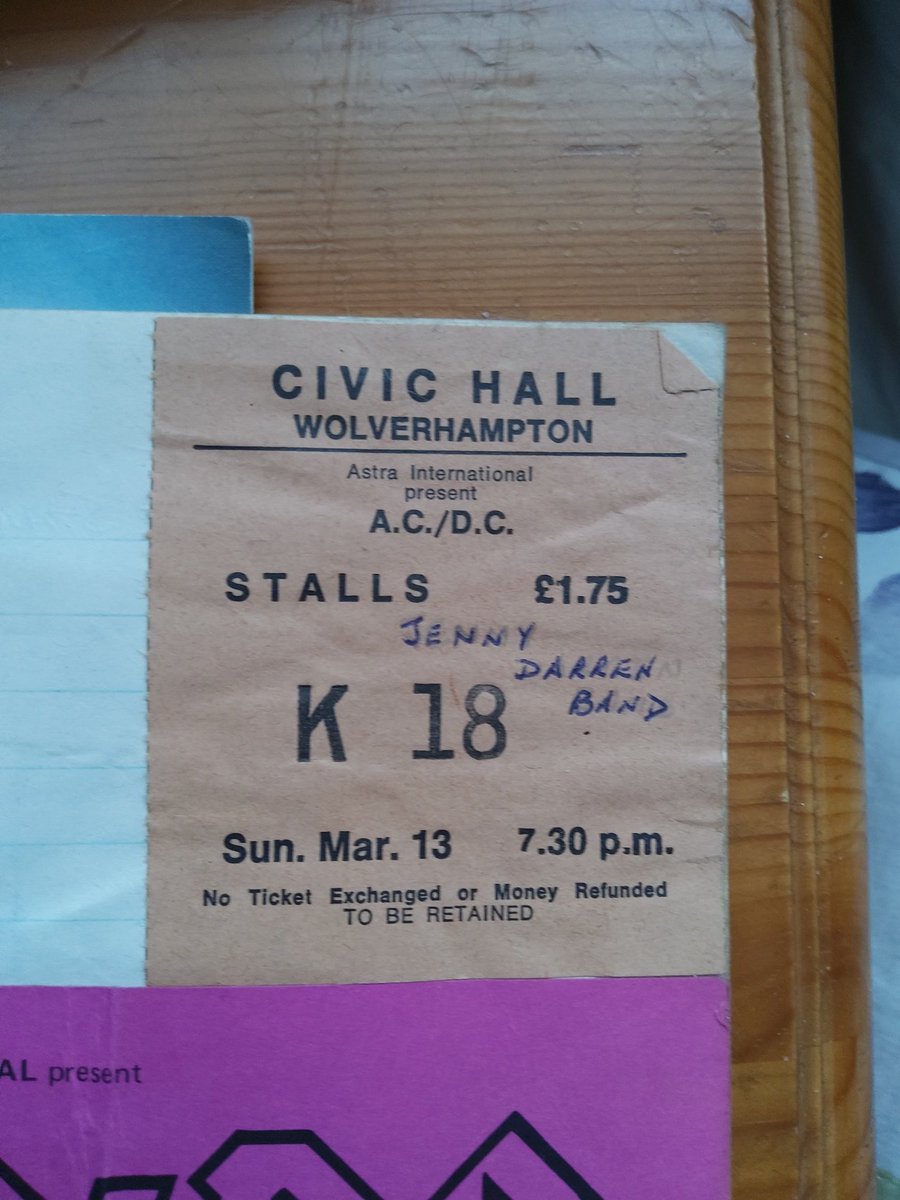 CIVIC HALL
WOLVERHAMPTON
Astra International
present
A.C./D.C.
STALLS £1.75
JENNY
DARREN
BAND
K 18
Sun. Mar. 13 7.30 p.m.
No Ticket Exchanged or Money Refunded
TO BE RETAINED
AL present